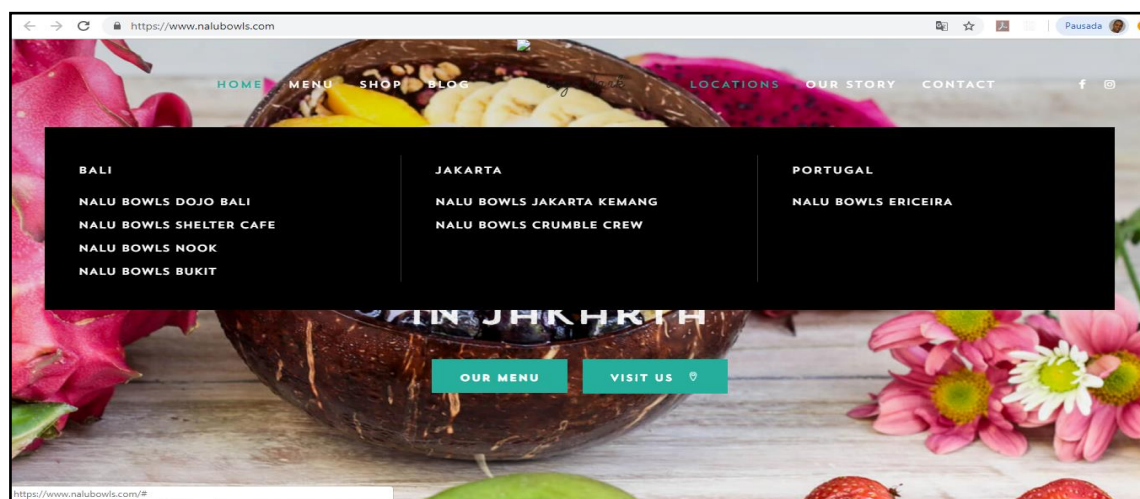 https://www.nalubowls.com
Pausada
HOME MENU SHOP BLOG LOCATIONS OUR STORY CONTACT
BALI
NALU BOWLS DOJO BALI
NALU BOWLS SHELTER CAFE
NALU BOWLS NOOK
NALU BOWLS BUKIT
JAKARTA
NALU BOWLS JAKARTA KEMANG
NALU BOWLS CRUMBLE CREW
PORTUGAL
NALU BOWLS ERICEIRA
IN JAKARTA
OUR MENU
VISIT US
https://www.nalubowls.com/#